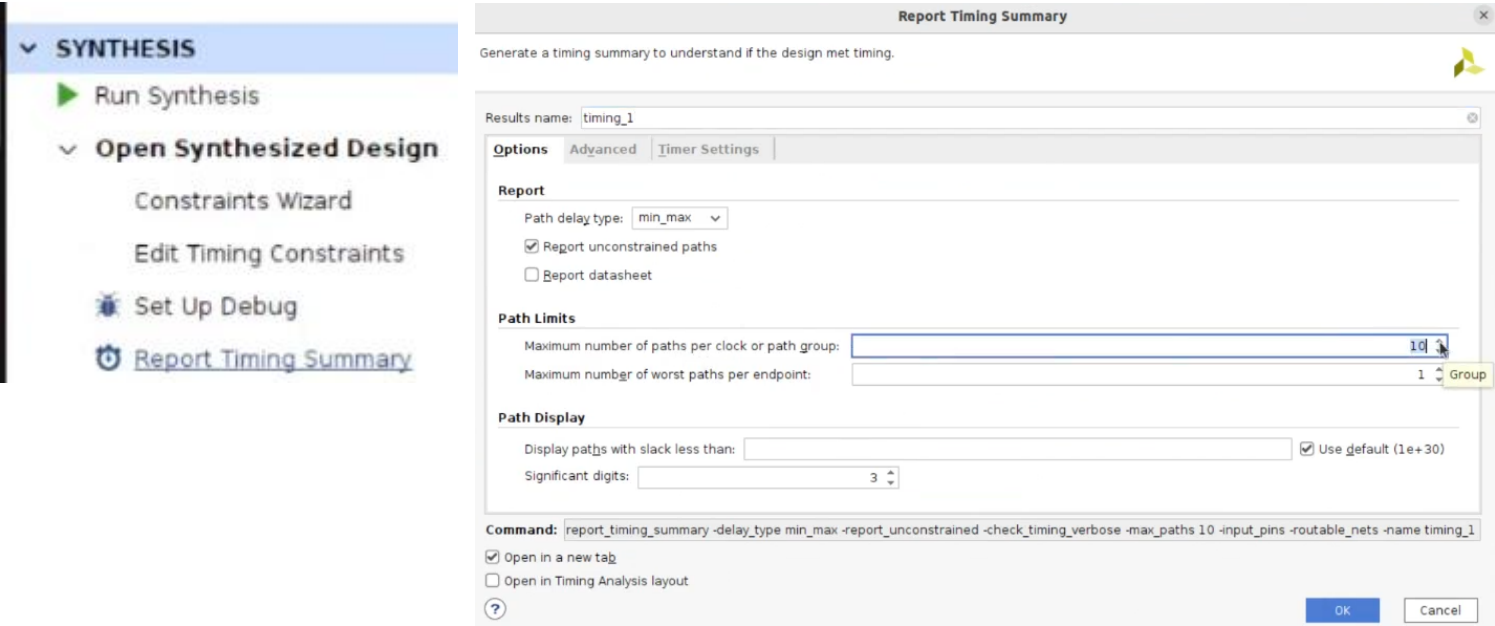 SYNTHESIS
Run Synthesis
Open Synthesized Design
Constraints Wizard
Edit Timing Constraints
Set Up Debug
Report Timing Summary
Report Timing Summary
Generate a timing summary to understand if the design met timing.
Results name: timing_1
Options Advanced Timer Settings
Report
Path delay type: min_max
Report unconstrained paths
Report datasheet
Path Limits
Maximum number of paths per clock or path group: 10
Maximum number of worst paths per endpoint: 1
Group
Path Display
Display paths with slack less than: Use default (1e+30)
Significant digits: 3
Command: report_timing_summary -delay_type min_max -report_unconstrained -check_timing_verbose -max_paths 10 -input_pins -routable_nets -name timing_1
Open in a new tab
Open in Timing Analysis layout
? OK Cancel